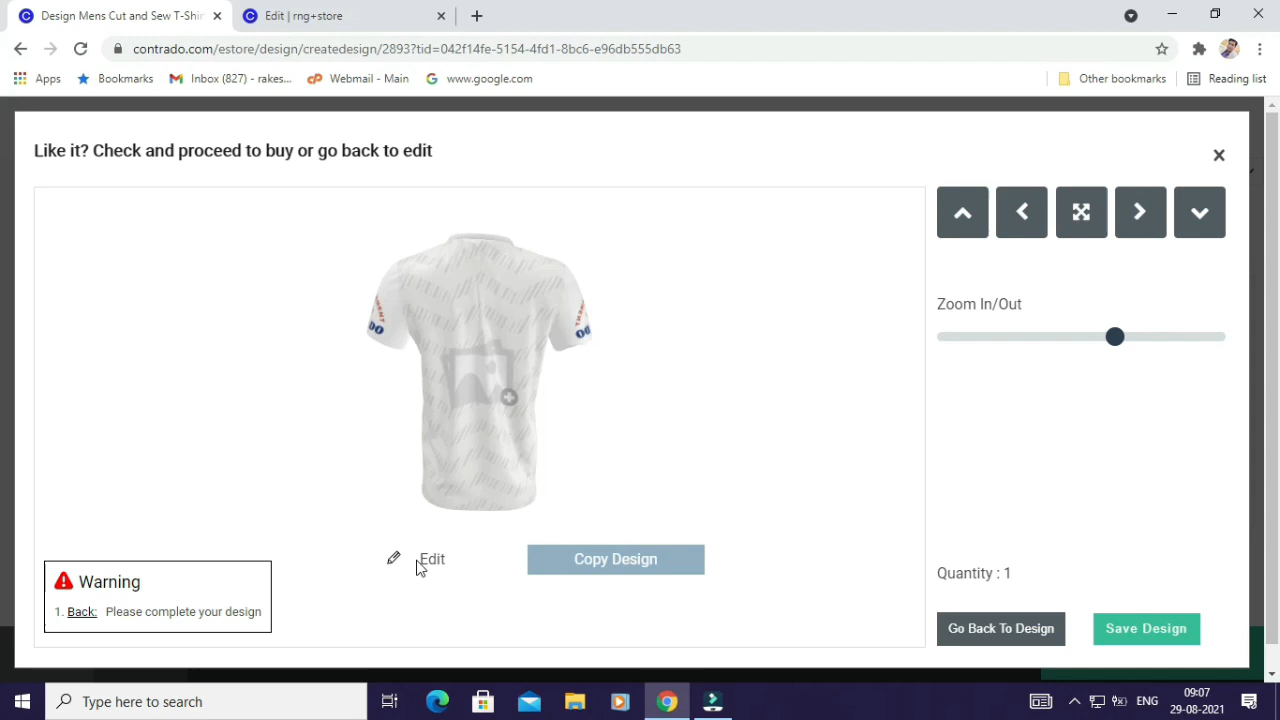 Design Mens Cut and Sew T-Shir
Edit | rng+store
contrado.com/estore/design/createdesign/2893?tid=042f14fe-5154-4fd1-8bc6-e96db555db63
Apps
Bookmarks
Inbox (827) - rakes...
Webmail - Main
www.google.com
Other bookmarks
Reading list
Like it? Check and proceed to buy or go back to edit
Zoom In/Out
Edit
Copy Design
Warning
1. Back: Please complete your design
Quantity : 1
Go Back To Design
Save Design
Type here to search
ENG
09:07
29-08-2021